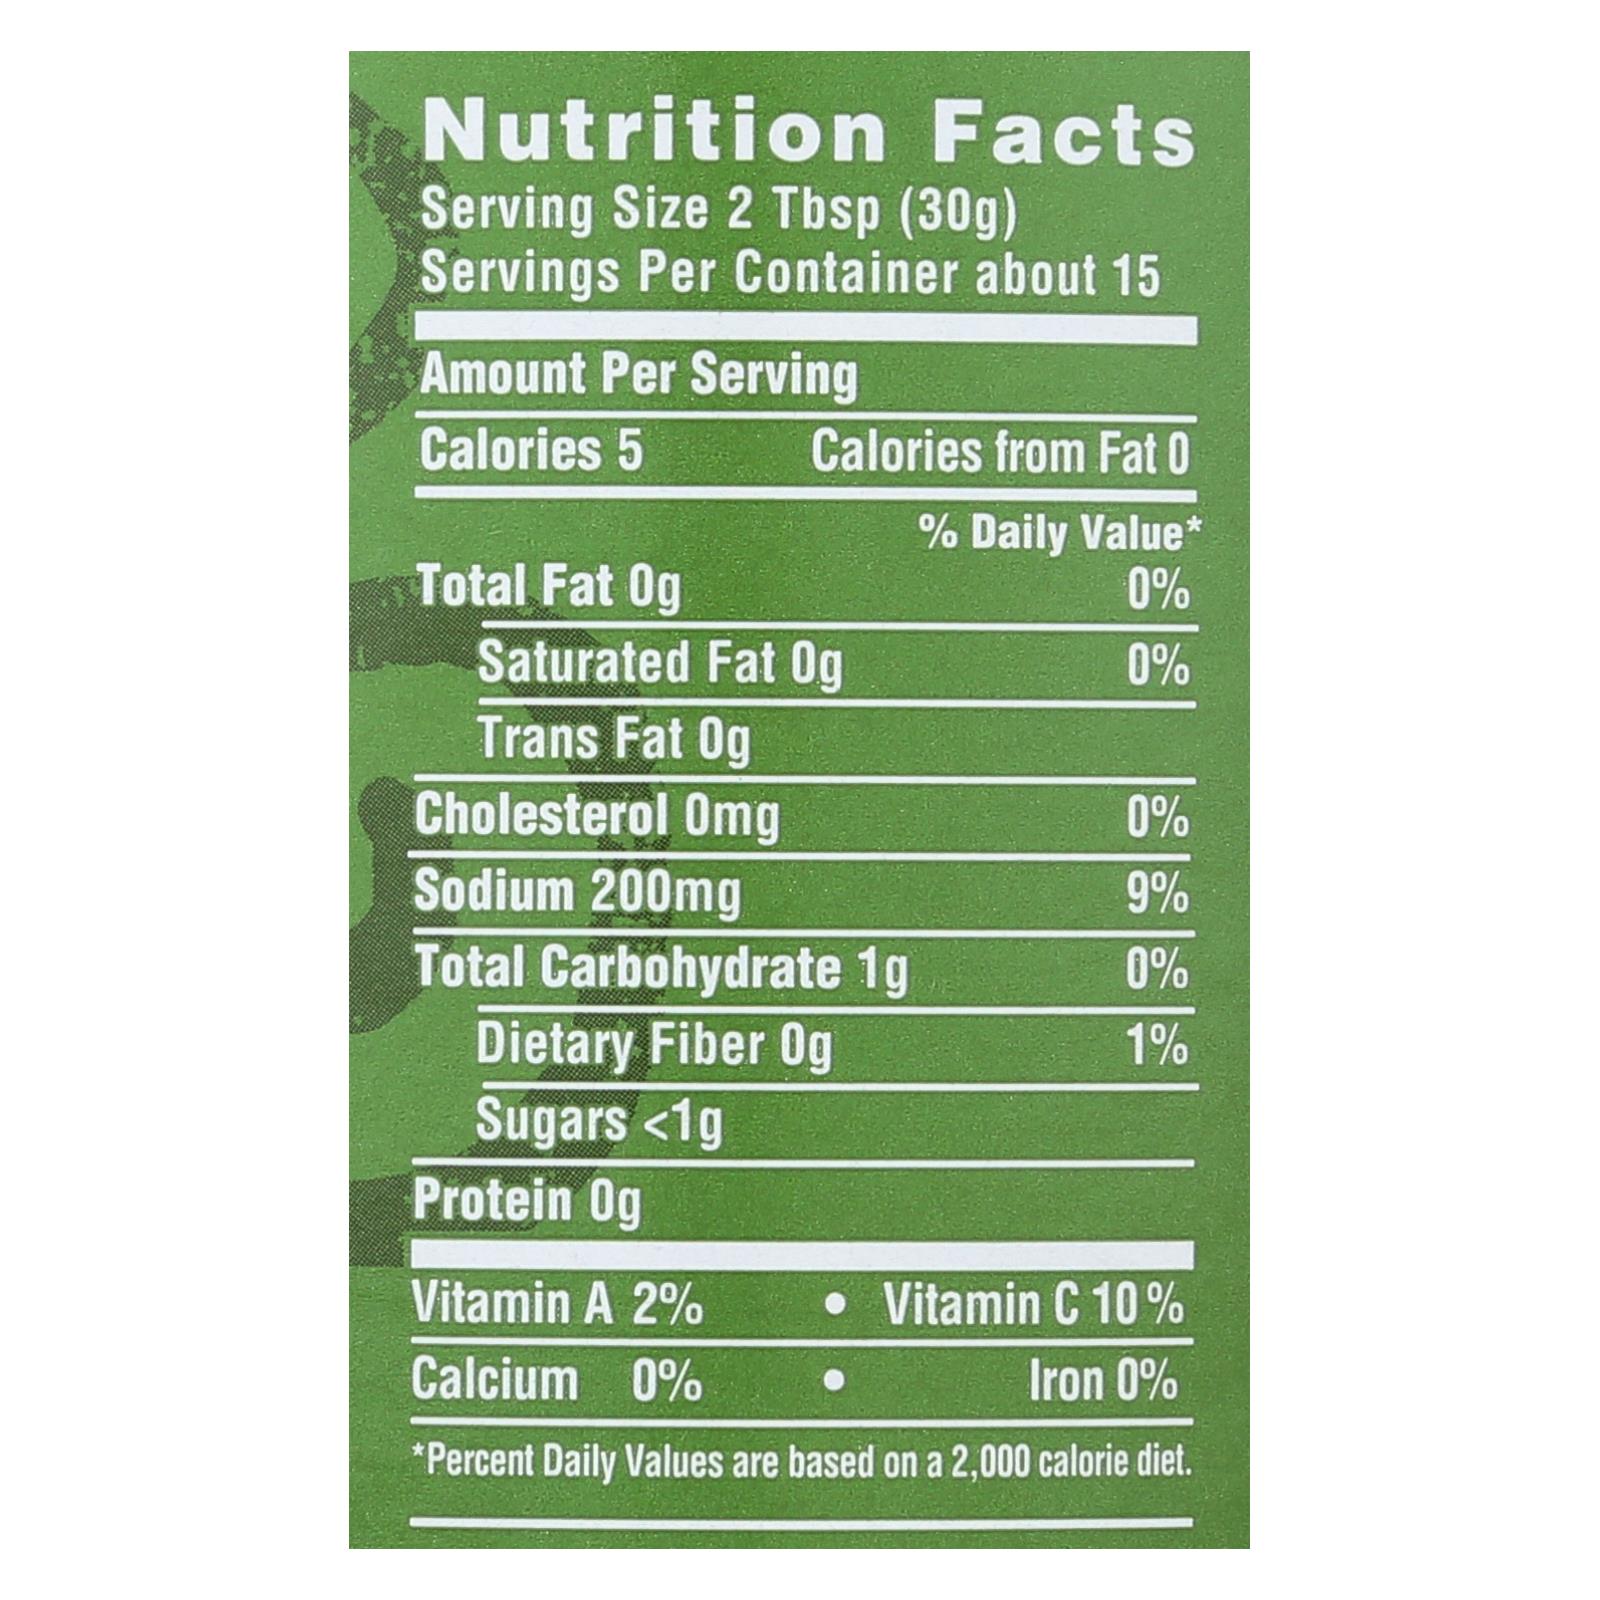 Nutrition Facts
Serving Size 2 Tbsp (30g)
Servings Per Container about 15
Amount Per Serving
Calories 5 Calories from Fat 0
% Daily Value*
Total Fat 0g 0%
Saturated Fat 0g 0%
Trans Fat 0g
Cholesterol 0mg 0%
Sodium 200mg 9%
Total Carbohydrate 1g 0%
Dietary Fiber 0g 1%
Sugars <1g
Protein 0g
Vitamin A 2% • Vitamin C 10%
Calcium 0% • Iron 0%
*Percent Daily Values are based on a 2,000 calorie diet.